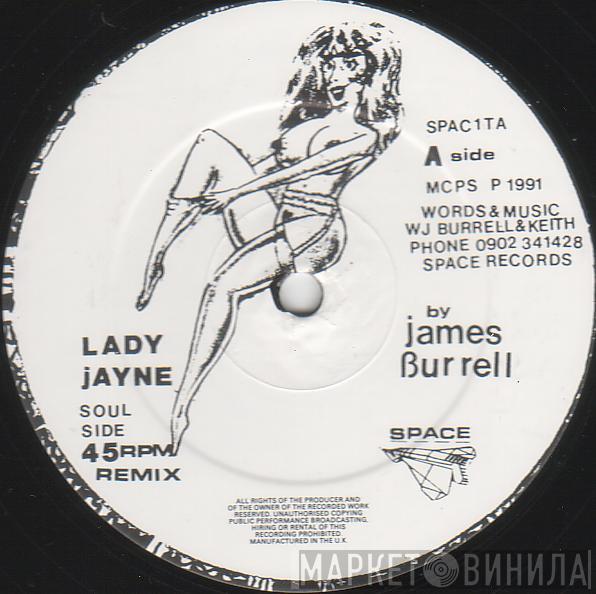 SPAC1TA
A side
MCPS P 1991
WORDS & MUSIC
WJ BURRELL & KEITH
PHONE 0902 341428
SPACE RECORDS
by
james
Burrell
LADY
jAYNE
SOUL
SIDE
45RPM
REMIX
SPACE
ALL RIGHTS OF THE PRODUCER AND
OF THE OWNER OF THE RECORDED WORK
RESERVED. UNAUTHORISED COPYING
PUBLIC PERFORMANCE BROADCASTING,
HIRING OR RENTAL OF THIS
RECORDING PROHIBITED.
MANUFACTURED IN THE U.K.
МАРКЕТ ВИНИЛА